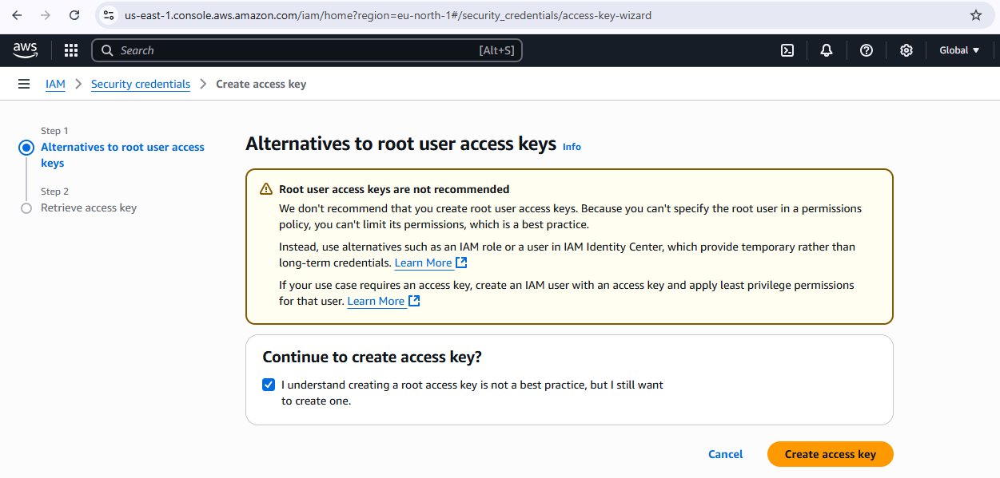 us-east-1.console.aws.amazon.com/iam/home?region=eu-north-1#/security_credentials/access-key-wizard
aws
Search [Alt+S] Global
IAM Security credentials Create access key
Step 1
Alternatives to root user access
keys
Step 2
Retrieve access key
Alternatives to root user access keys Info
Root user access keys are not recommended
We don't recommend that you create root user access keys. Because you can't specify the root user in a permissions
policy, you can't limit its permissions, which is a best practice.
Instead, use alternatives such as an IAM role or a user in IAM Identity Center, which provide temporary rather than
long-term credentials. Learn More
If your use case requires an access key, create an IAM user with an access key and apply least privilege permissions
for that user. Learn More
Continue to create access key?
I understand creating a root access key is not a best practice, but I still want
to create one.
Cancel Create access key